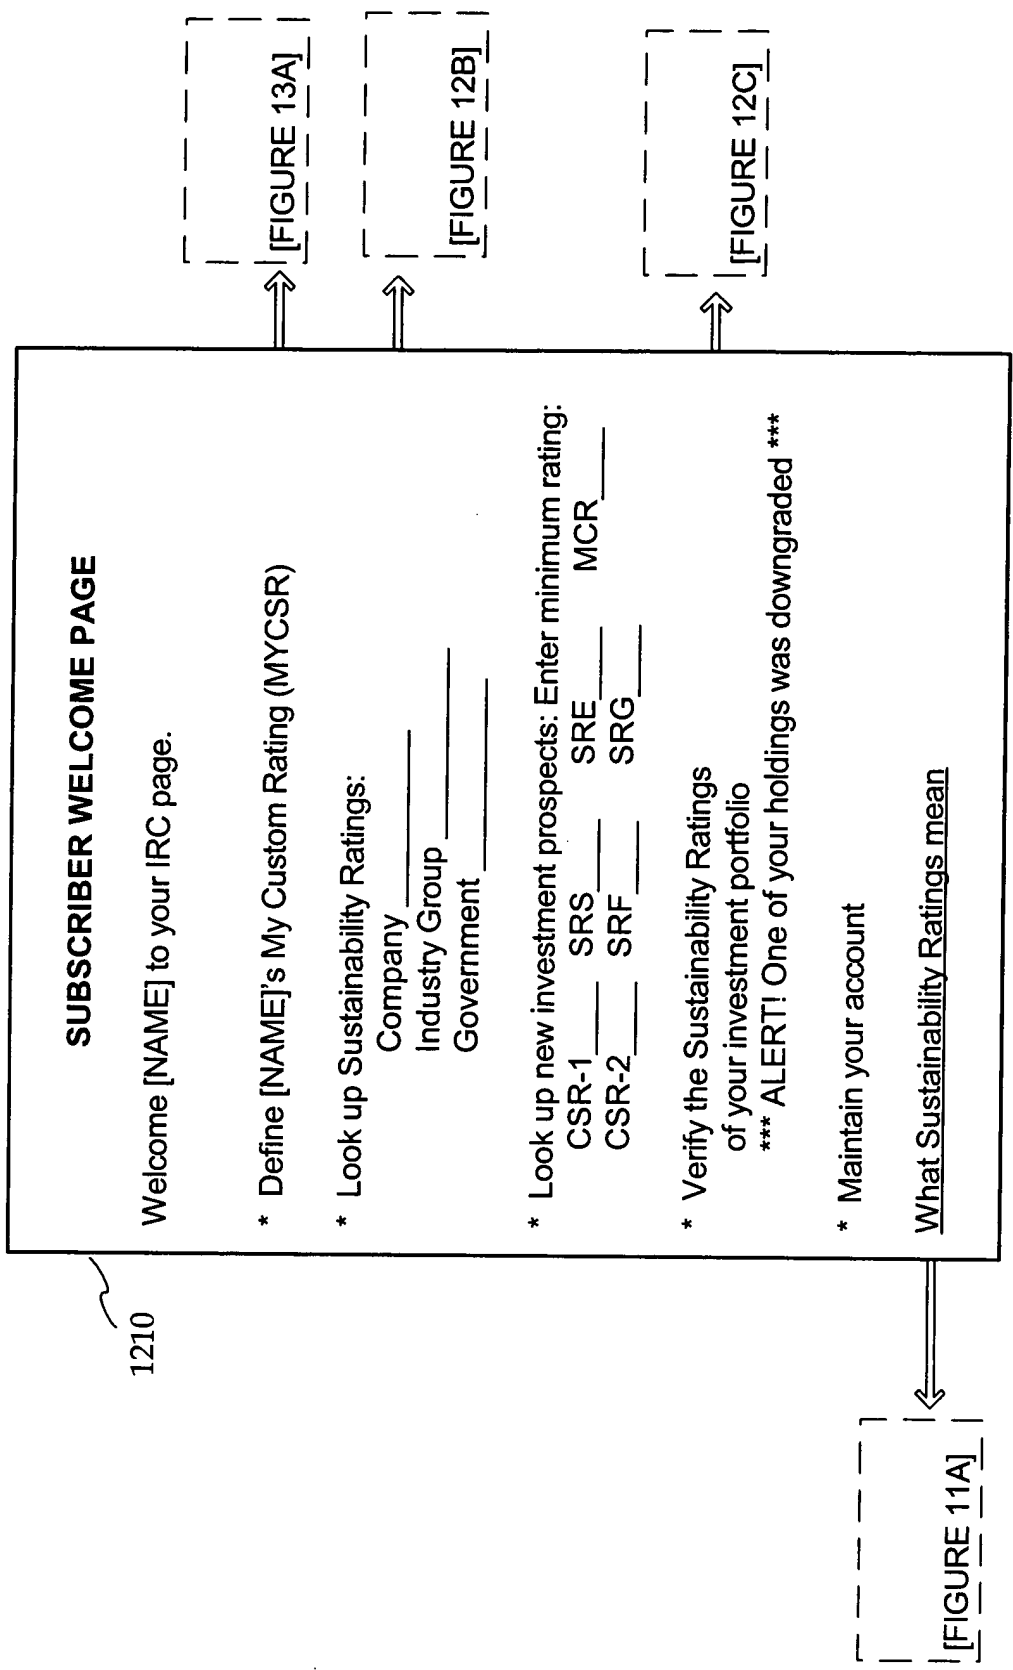 SUBSCRIBER WELCOME PAGE
Welcome [NAME] to your IRC page.
* Define [NAME]'s My Custom Rating (MYCSR)
[FIGURE 13A]
* Look up Sustainability Ratings:
Company
Industry Group
Government
[FIGURE 12B]
* Look up new investment prospects: Enter minimum rating:
CSR-1 SRS SRE MCR
CSR-2 SRF SRG
* Verify the Sustainability Ratings
of your investment portfolio
*** ALERT! One of your holdings was downgraded ***
[FIGURE 12C]
* Maintain your account
What Sustainability Ratings mean
[FIGURE 11A]
1210